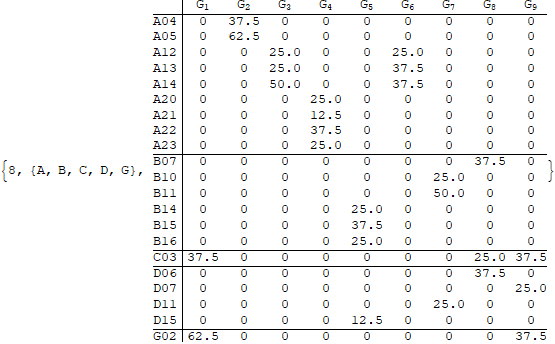 G1 G2 G3 G4 G5 G6 G7 G8 G9
A04 0 37.5 0 0 0 0 0 0 0
A05 0 62.5 0 0 0 0 0 0 0
A12 0 0 25.0 0 0 25.0 0 0 0
A13 0 0 25.0 0 0 37.5 0 0 0
A14 0 0 50.0 0 0 37.5 0 0 0
A20 0 0 0 25.0 0 0 0 0 0
A21 0 0 0 12.5 0 0 0 0 0
A22 0 0 0 37.5 0 0 0 0 0
A23 0 0 0 25.0 0 0 0 0 0
{8, {A, B, C, D, G}, B07 0 0 0 0 0 0 0 37.5 0 }
B10 0 0 0 0 0 0 25.0 0 0
B11 0 0 0 0 0 0 50.0 0 0
B14 0 0 0 0 25.0 0 0 0 0
B15 0 0 0 0 37.5 0 0 0 0
B16 0 0 0 0 25.0 0 0 0 0
C03 37.5 0 0 0 0 0 0 25.0 37.5
D06 0 0 0 0 0 0 0 37.5 0
D07 0 0 0 0 0 0 0 0 25.0
D11 0 0 0 0 0 0 25.0 0 0
D15 0 0 0 0 12.5 0 0 0 0
G02 62.5 0 0 0 0 0 0 0 37.5